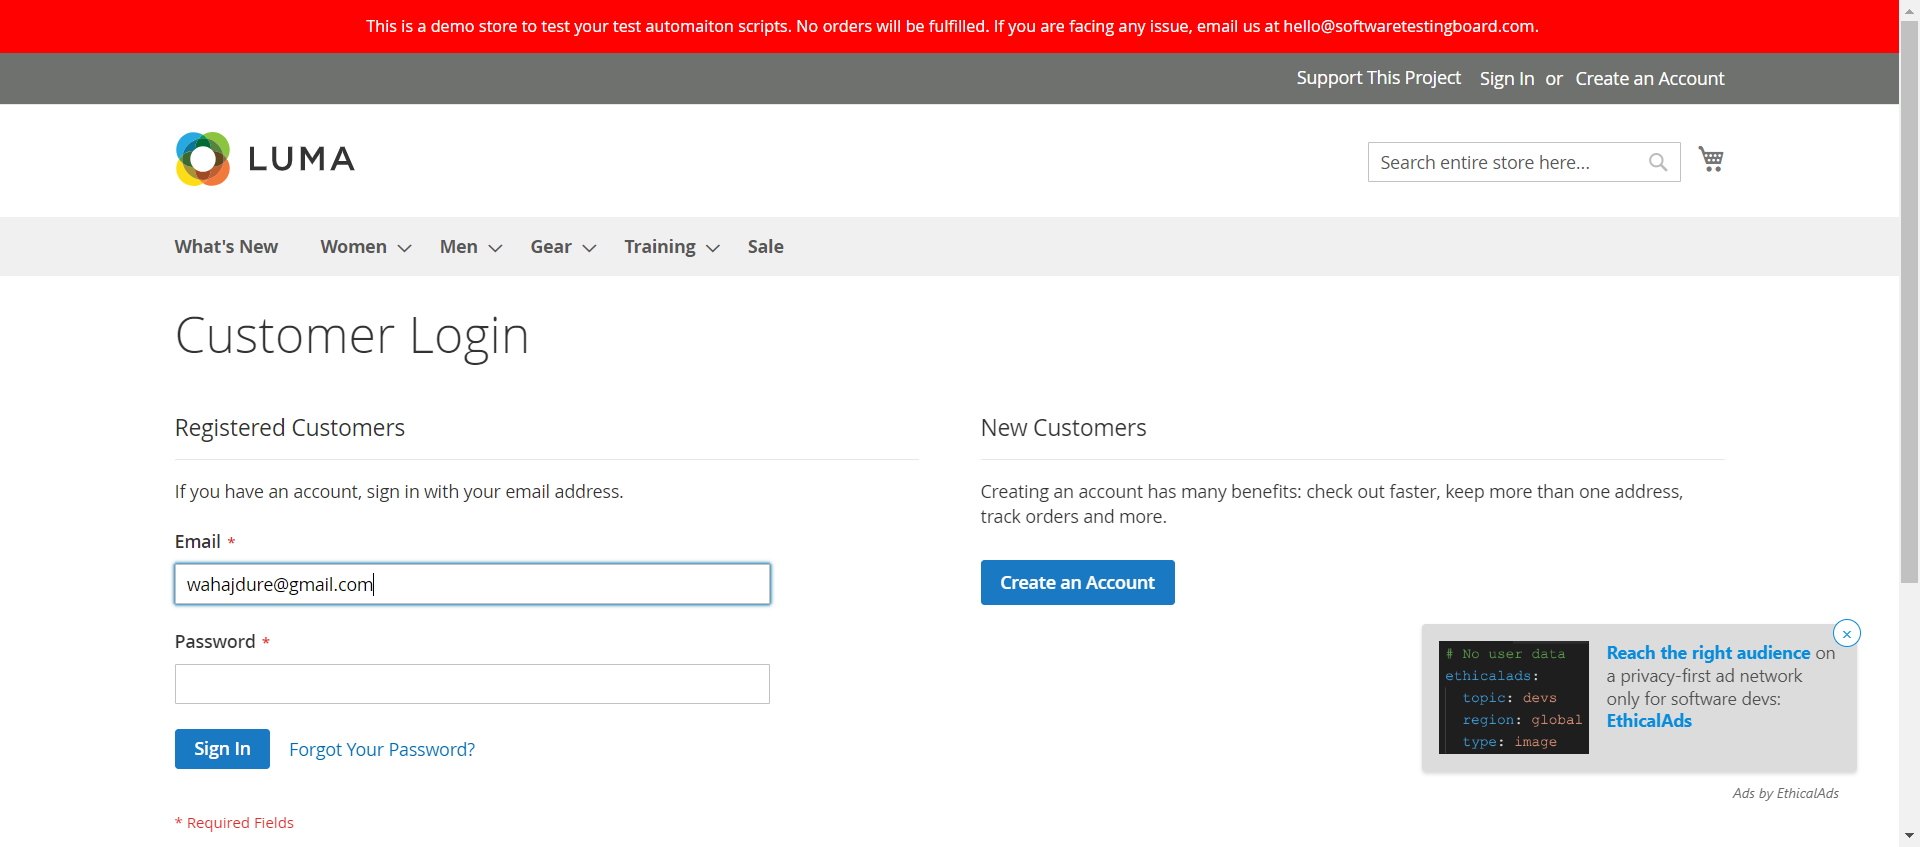 This is a demo store to test your test automaiton scripts. No orders will be fulfilled. If you are facing any issue, email us at hello@softwaretestingboard.com.
Support This Project Sign In or Create an Account
LUMA
Search entire store here...
What's New Women Men Gear Training Sale
Customer Login
Registered Customers
If you have an account, sign in with your email address.
Email *
wahajdure@gmail.com
Password *
Sign In Forgot Your Password?
* Required Fields
New Customers
Creating an account has many benefits: check out faster, keep more than one address,
track orders and more.
Create an Account
# No user data
ethicalads:
topic: devs
region: global
type: image
Reach the right audience on
a privacy-first ad network
only for software devs:
EthicalAds
Ads by EthicalAds